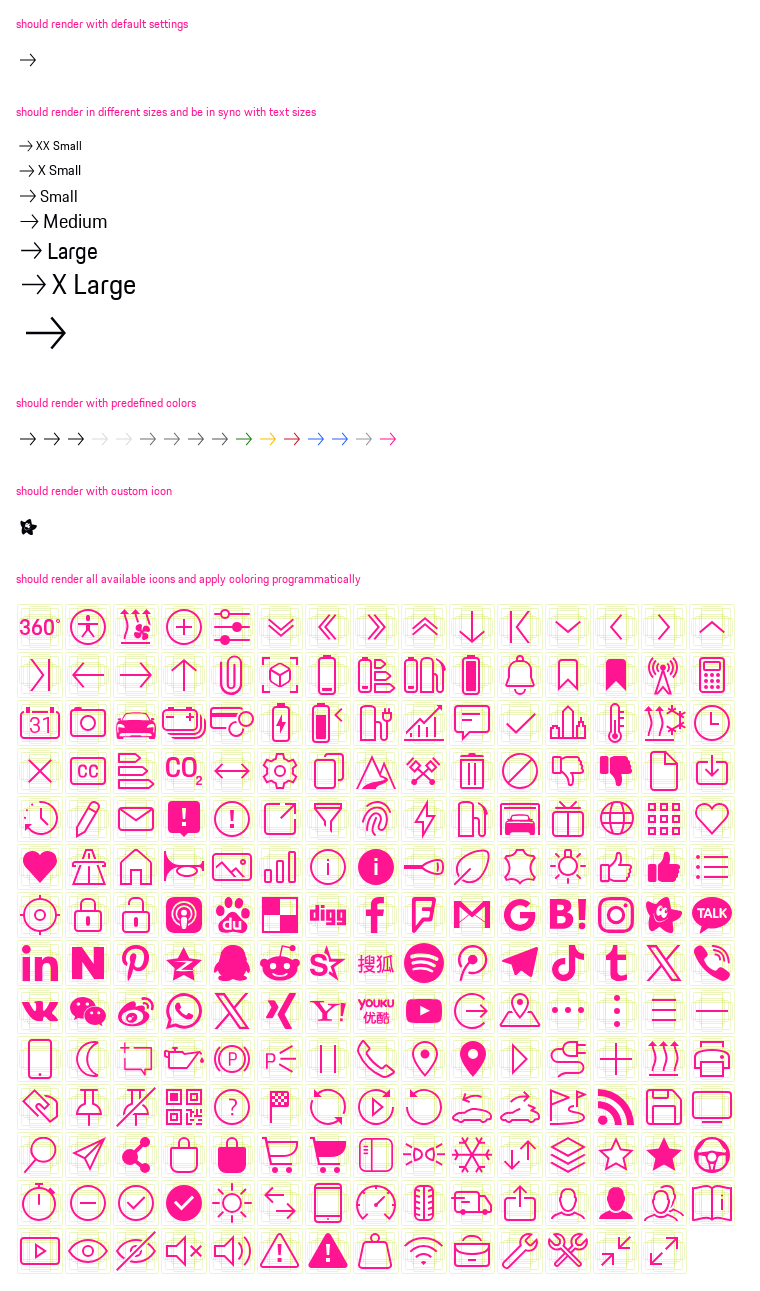 should render with default settings
should render in different sizes and be in sync with text sizes
XX Small
X Small
Small
Medium
Large
X Large
should render with predefined colors
should render with custom icon
should render all available icons and apply coloring programmatically
360°
31
CC
CO2
du
digg
f
G
B!
TALK
in
N
S
搜狐
t
X
X
Y!
YOUKU
优酷
P
P
?
i